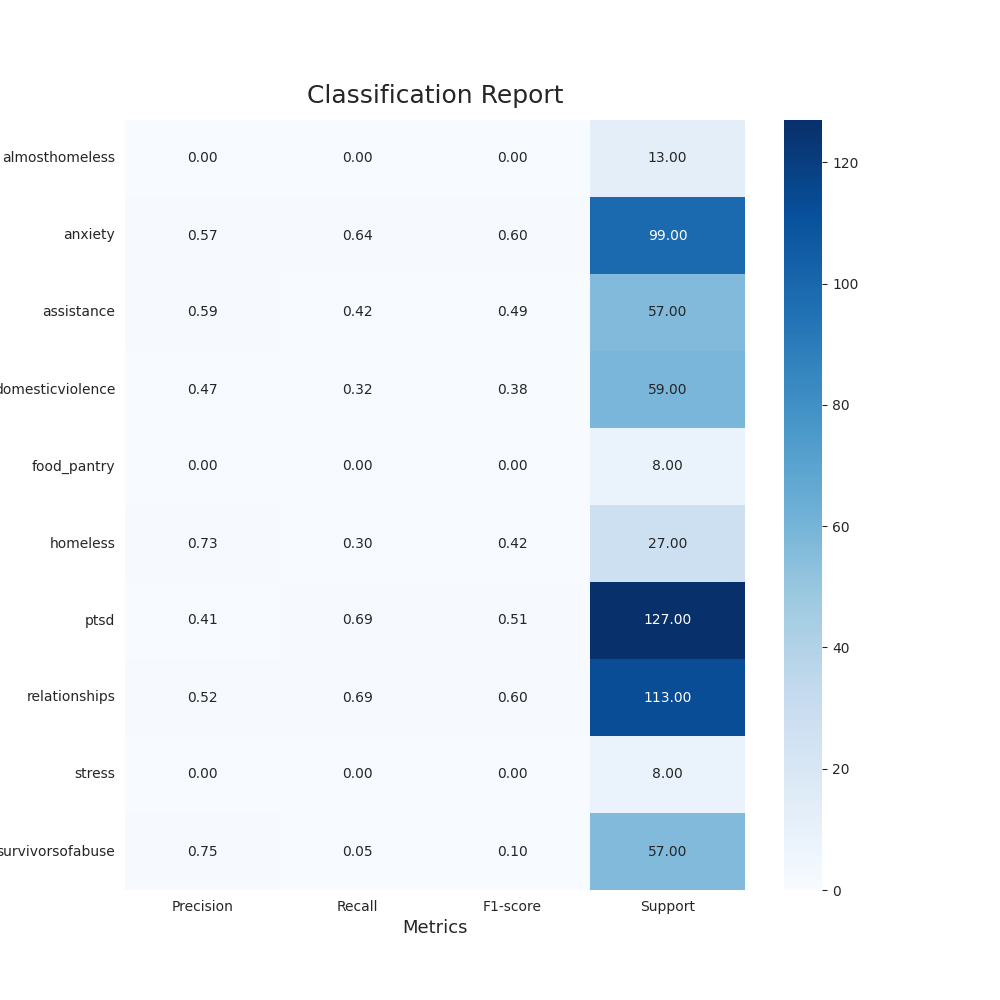 Classification Report
almosthomeless 0.00 0.00 0.00 13.00
anxiety 0.57 0.64 0.60 99.00
assistance 0.59 0.42 0.49 57.00
domesticviolence 0.47 0.32 0.38 59.00
food_pantry 0.00 0.00 0.00 8.00
homeless 0.73 0.30 0.42 27.00
ptsd 0.41 0.69 0.51 127.00
relationships 0.52 0.69 0.60 113.00
stress 0.00 0.00 0.00 8.00
survivorsofabuse 0.75 0.05 0.10 57.00
Precision Recall F1-score Support
Metrics
120
100
80
60
40
20
0